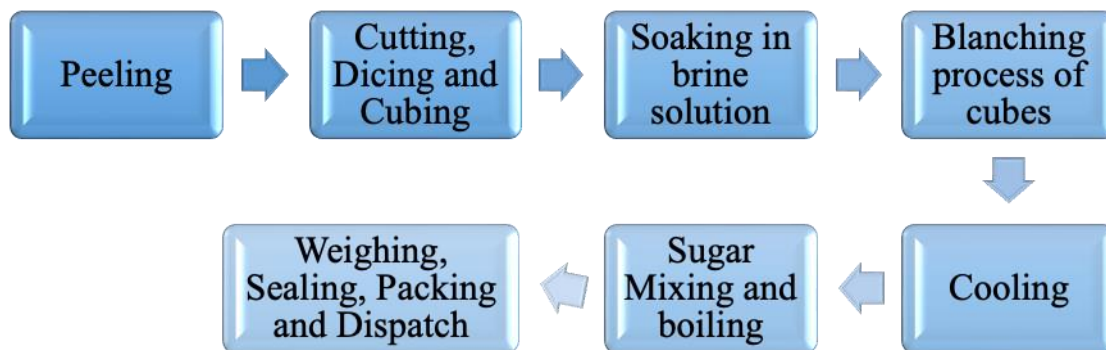 Peeling
Cutting,
Dicing and
Cubing
Soaking in
brine
solution
Blanching
process of
cubes
Cooling
Sugar
Mixing and
boiling
Weighing,
Sealing, Packing
and Dispatch